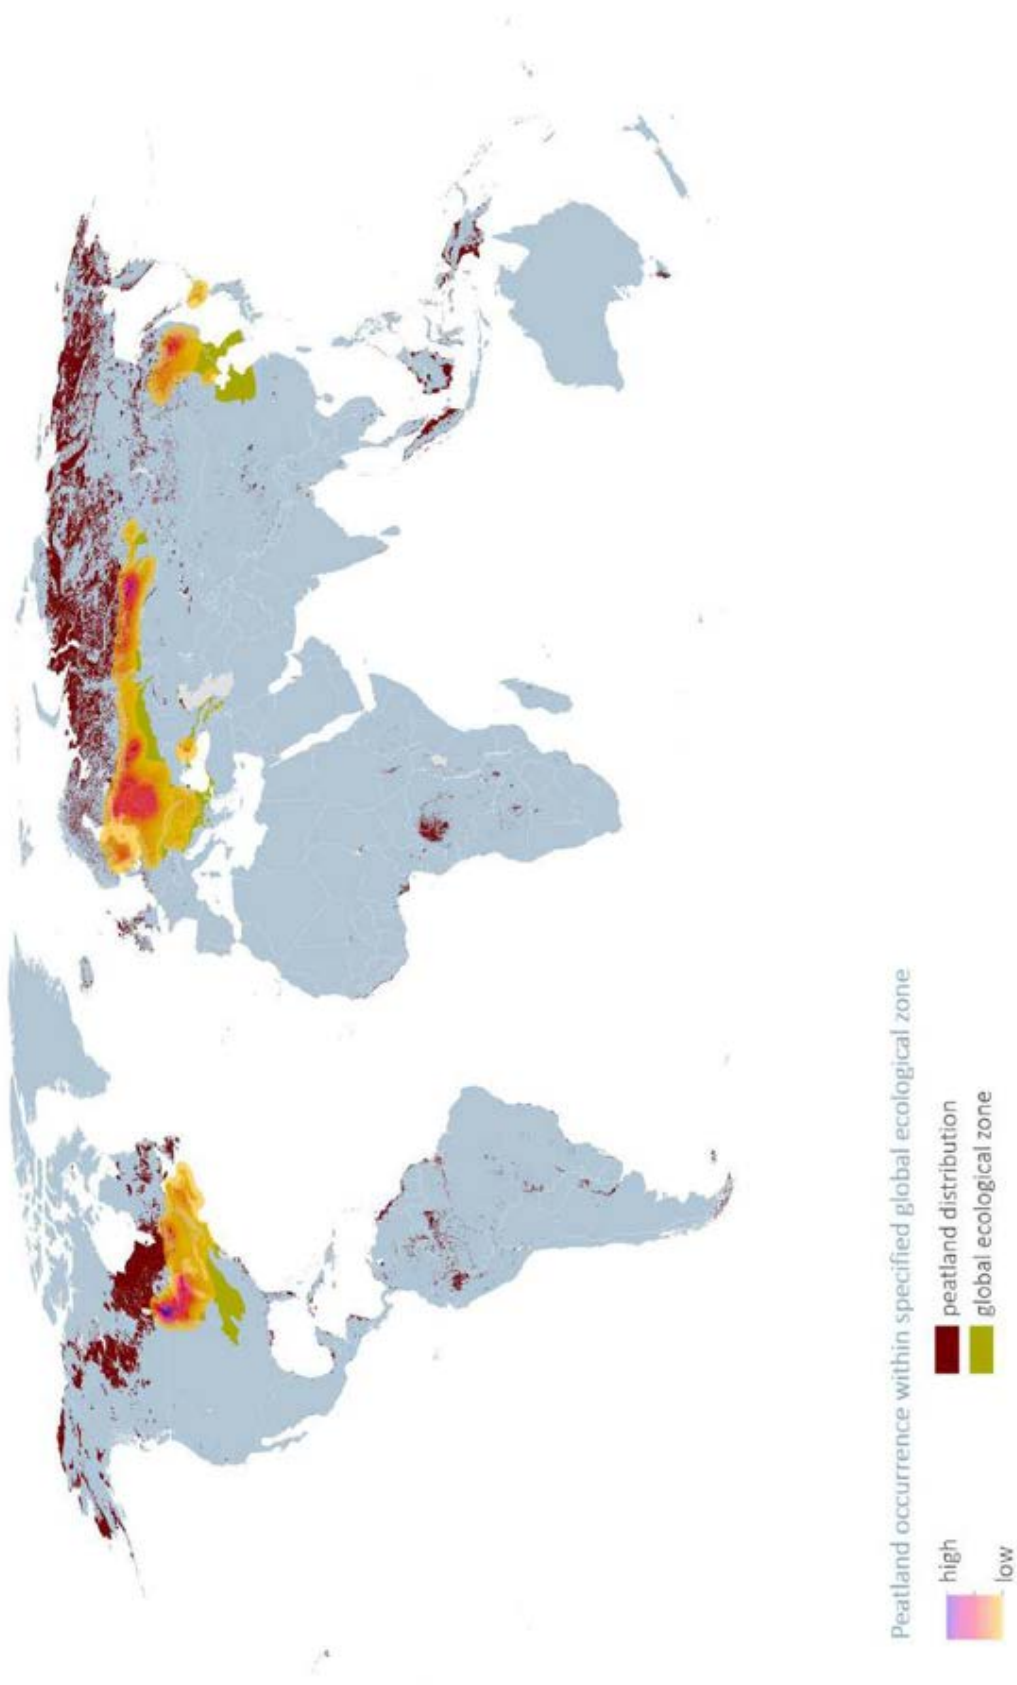 Peatland occurrence within specified global ecological zone
high
low
peatland distribution
global ecological zone